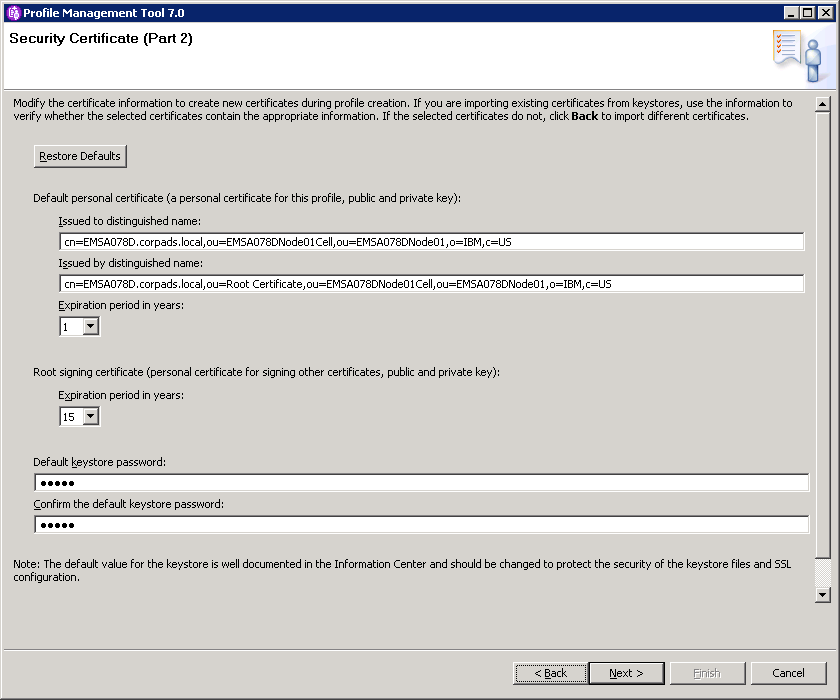 Profile Management Tool 7.0
Security Certificate (Part 2)
Modify the certificate information to create new certificates during profile creation. If you are importing existing certificates from keystores, use the information to
verify whether the selected certificates contain the appropriate information. If the selected certificates do not, click Back to import different certificates.
Restore Defaults
Default personal certificate (a personal certificate for this profile, public and private key):
Issued to distinguished name:
cn=EMSA078D.corpads.local,ou=EMSA078DNode01Cell,ou=EMSA078DNode01,o=IBM,c=US
Issued by distinguished name:
cn=EMSA078D.corpads.local,ou=Root Certificate,ou=EMSA078DNode01Cell,ou=EMSA078DNode01,o=IBM,c=US
Expiration period in years:
1
Root signing certificate (personal certificate for signing other certificates, public and private key):
Expiration period in years:
15
Default keystore password:
●●●●●
Confirm the default keystore password:
●●●●●
Note: The default value for the keystore is well documented in the Information Center and should be changed to protect the security of the keystore files and SSL
configuration.
< Back Next > Finish Cancel